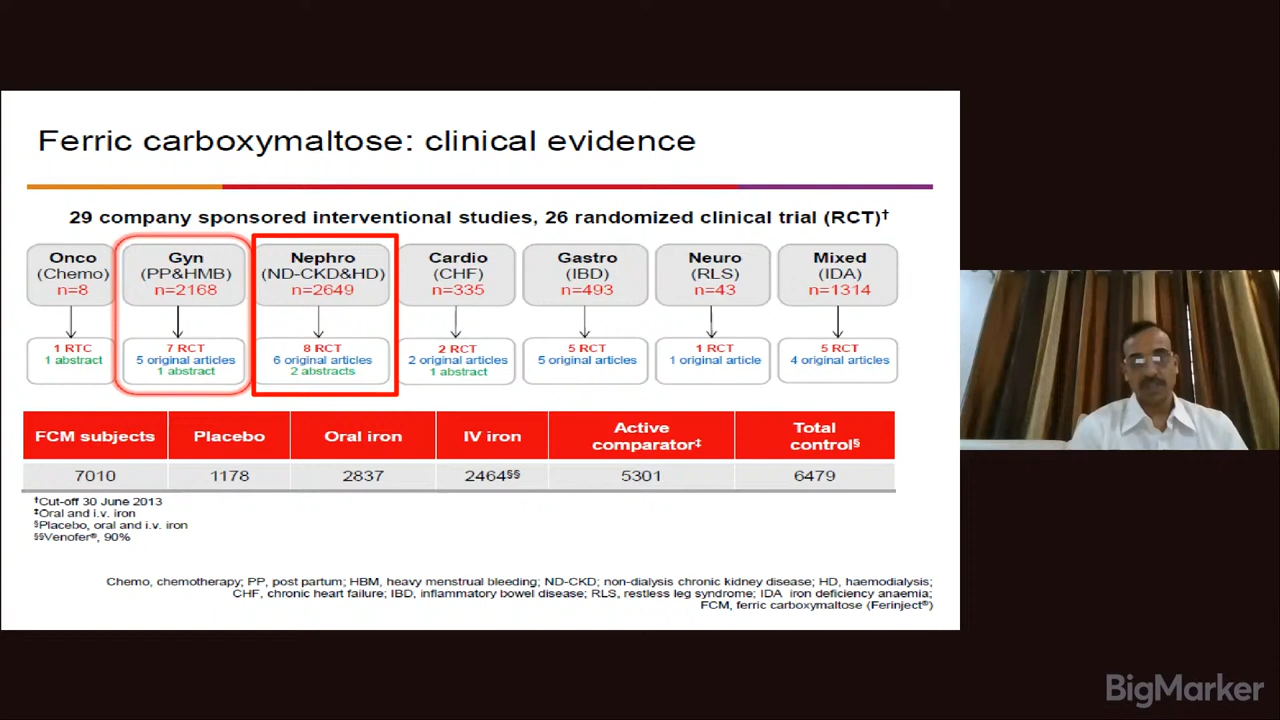 Ferric carboxymaltose: clinical evidence
29 company sponsored interventional studies, 26 randomized clinical trial (RCT)†
Onco
(Chemo)
n=8
1 RTC
1 abstract
Gyn
(PP&HMB)
n=2168
7 RCT
5 original articles
1 abstract
Nephro
(ND-CKD&HD)
n=2649
8 RCT
6 original articles
2 abstracts
Cardio
(CHF)
n=335
2 RCT
2 original articles
1 abstract
Gastro
(IBD)
n=493
5 RCT
5 original articles
Neuro
(RLS)
n=43
1 RCT
1 original article
Mixed
(IDA)
n=1314
5 RCT
4 original articles
FCM subjects Placebo Oral iron IV iron Active comparator‡ Total control§
7010 1178 2837 2464§§ 5301 6479
†Cut-off 30 June 2013
‡Oral and i.v. iron
§Placebo, oral and i.v. iron
§§Venofer®, 90%
Chemo, chemotherapy; PP, post partum; HBM, heavy menstrual bleeding; ND-CKD; non-dialysis chronic kidney disease; HD, haemodialysis;
CHF, chronic heart failure; IBD, inflammatory bowel disease; RLS, restless leg syndrome; IDA iron deficiency anaemia;
FCM, ferric carboxymaltose (Ferinject®)
BigMarker